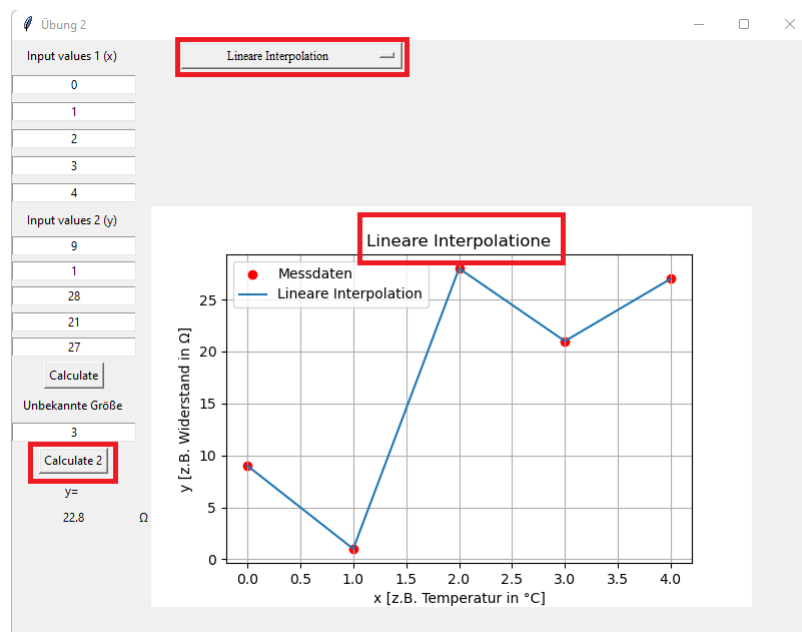 Übung 2
Input values 1 (x)
Lineare Interpolation
0
1
2
3
4
Input values 2 (y)
9
1
28
21
27
Calculate
Unbekannte Größe
3
Calculate 2
y=
22.8 Ω
Lineare Interpolatione
Messdaten
Lineare Interpolation
y [z.B. Widerstand in Ω]
25
20
15
10
5
0
0.0 0.5 1.0 1.5 2.0 2.5 3.0 3.5 4.0
x [z.B. Temperatur in °C]